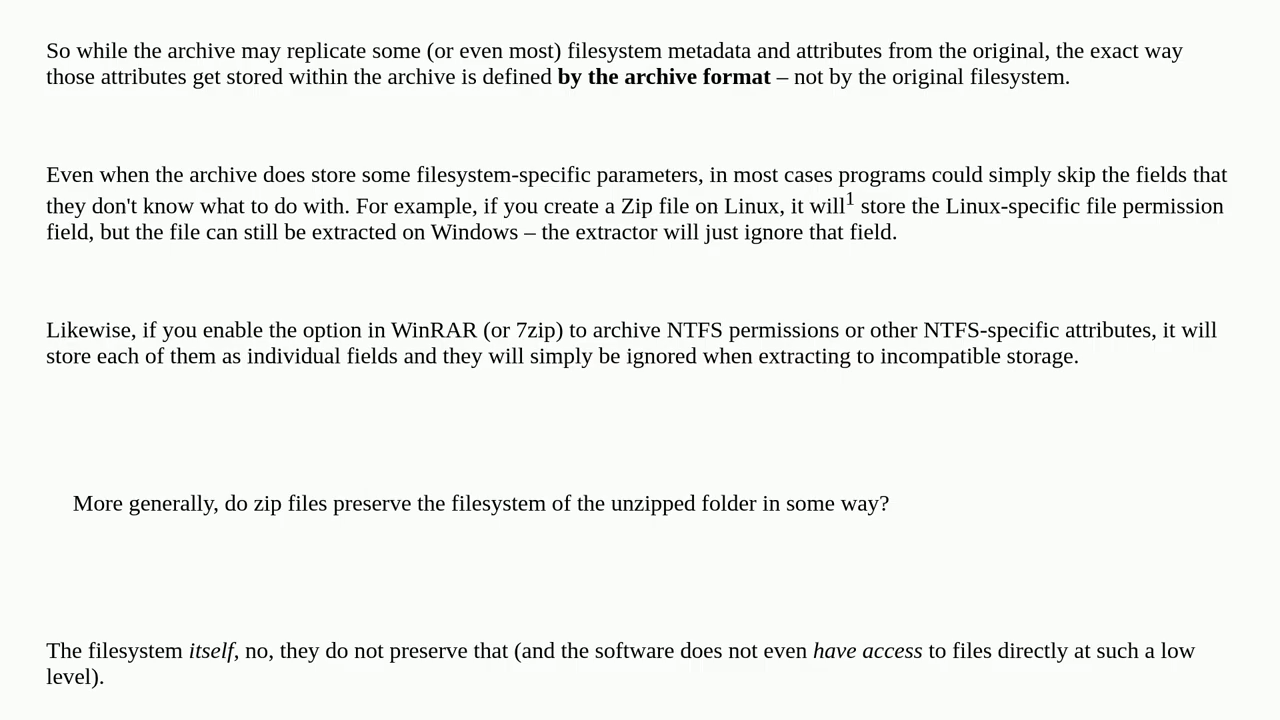 So while the archive may replicate some (or even most) filesystem metadata and attributes from the original, the exact way
those attributes get stored within the archive is defined by the archive format – not by the original filesystem.
Even when the archive does store some filesystem-specific parameters, in most cases programs could simply skip the fields that
they don't know what to do with. For example, if you create a Zip file on Linux, it will1 store the Linux-specific file permission
field, but the file can still be extracted on Windows – the extractor will just ignore that field.
Likewise, if you enable the option in WinRAR (or 7zip) to archive NTFS permissions or other NTFS-specific attributes, it will
store each of them as individual fields and they will simply be ignored when extracting to incompatible storage.
More generally, do zip files preserve the filesystem of the unzipped folder in some way?
The filesystem itself, no, they do not preserve that (and the software does not even have access to files directly at such a low
level).